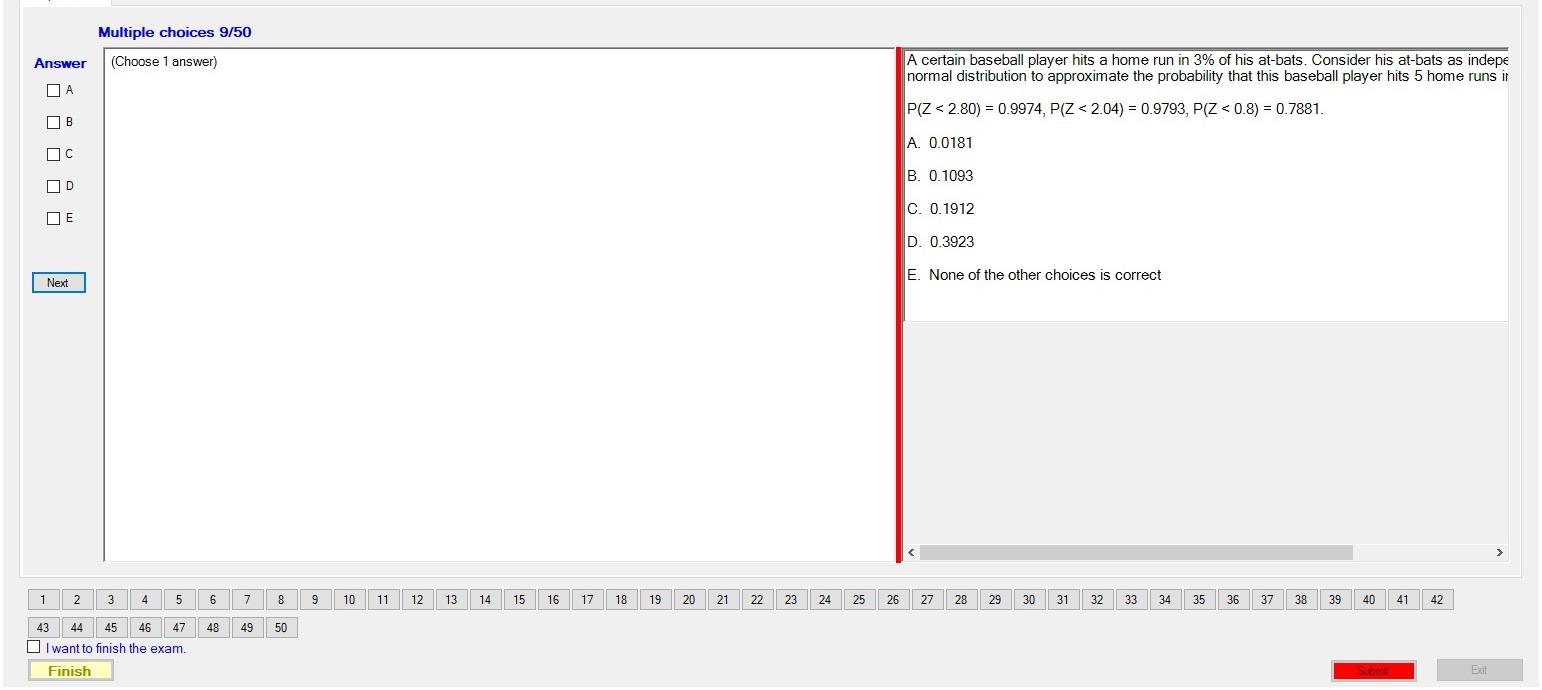 Multiple choices 9/50
Answer
(Choose 1 answer)
A
B
C
D
E
Next
A certain baseball player hits a home run in 3% of his at-bats. Consider his at-bats as
normal distribution to approximate the probability that this baseball player hits 5 home runs
P(Z < 2.80) = 0.9974, P(Z < 2.04) = 0.9793, P(Z < 0.8) = 0.7881.
A. 0.0181
B. 0.1093
C. 0.1912
D. 0.3923
E. None of the other choices is correct
1 2 3 4 5 6 7 8 9 10 11 12 13 14 15 16 17 18 19 20 21 22 23 24 25 26 27 28 29 30 31 32 33 34 35 36 37 38 39 40 41 42
43 44 45 46 47 48 49 50
I want to finish the exam.
Finish
Submit
Exit